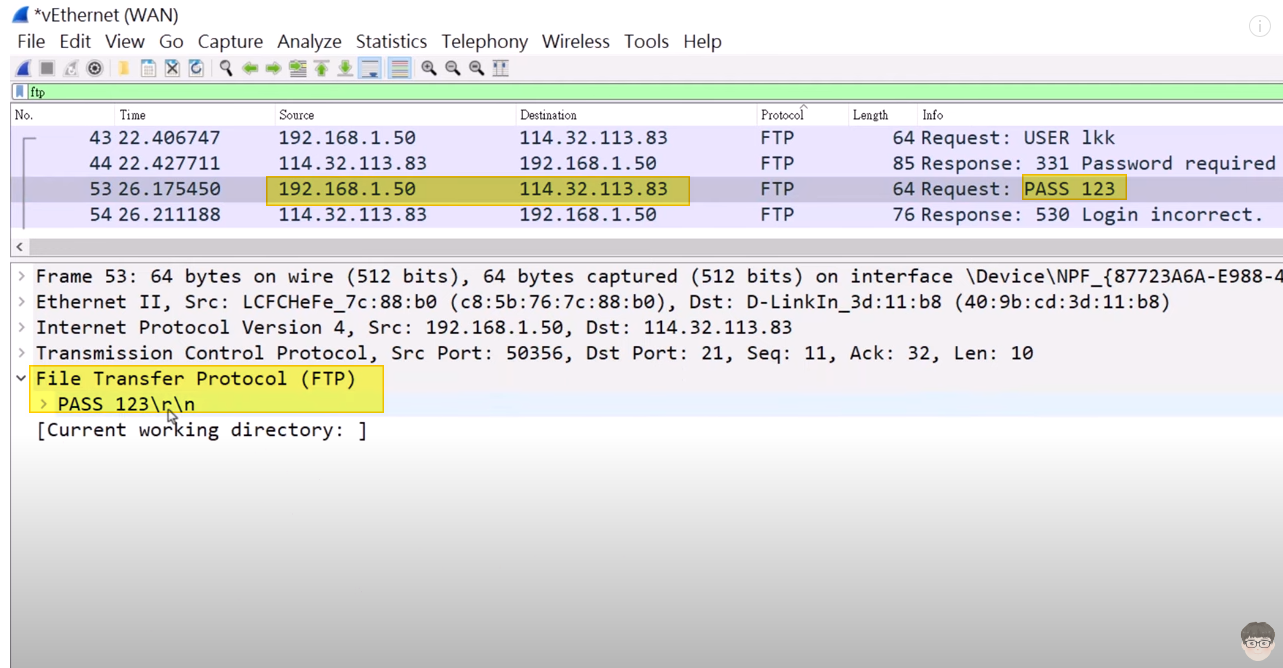 *vEthernet (WAN)
File Edit View Go Capture Analyze Statistics Telephony Wireless Tools Help
ftp
No. Time Source Destination Protocol Length Info
43 22.406747 192.168.1.50 114.32.113.83 FTP 64 Request: USER lkk
44 22.427711 114.32.113.83 192.168.1.50 FTP 85 Response: 331 Password required
53 26.175450 192.168.1.50 114.32.113.83 FTP 64 Request: PASS 123
54 26.211188 114.32.113.83 192.168.1.50 FTP 76 Response: 530 Login incorrect.
Frame 53: 64 bytes on wire (512 bits), 64 bytes captured (512 bits) on interface \Device\NPF_{87723A6A-E988-4
Ethernet II, Src: LCFCHeFe_7c:88:b0 (c8:5b:76:7c:88:b0), Dst: D-LinkIn_3d:11:b8 (40:9b:cd:3d:11:b8)
Internet Protocol Version 4, Src: 192.168.1.50, Dst: 114.32.113.83
Transmission Control Protocol, Src Port: 50356, Dst Port: 21, Seq: 11, Ack: 32, Len: 10
File Transfer Protocol (FTP)
PASS 123\r\n
[Current working directory: ]